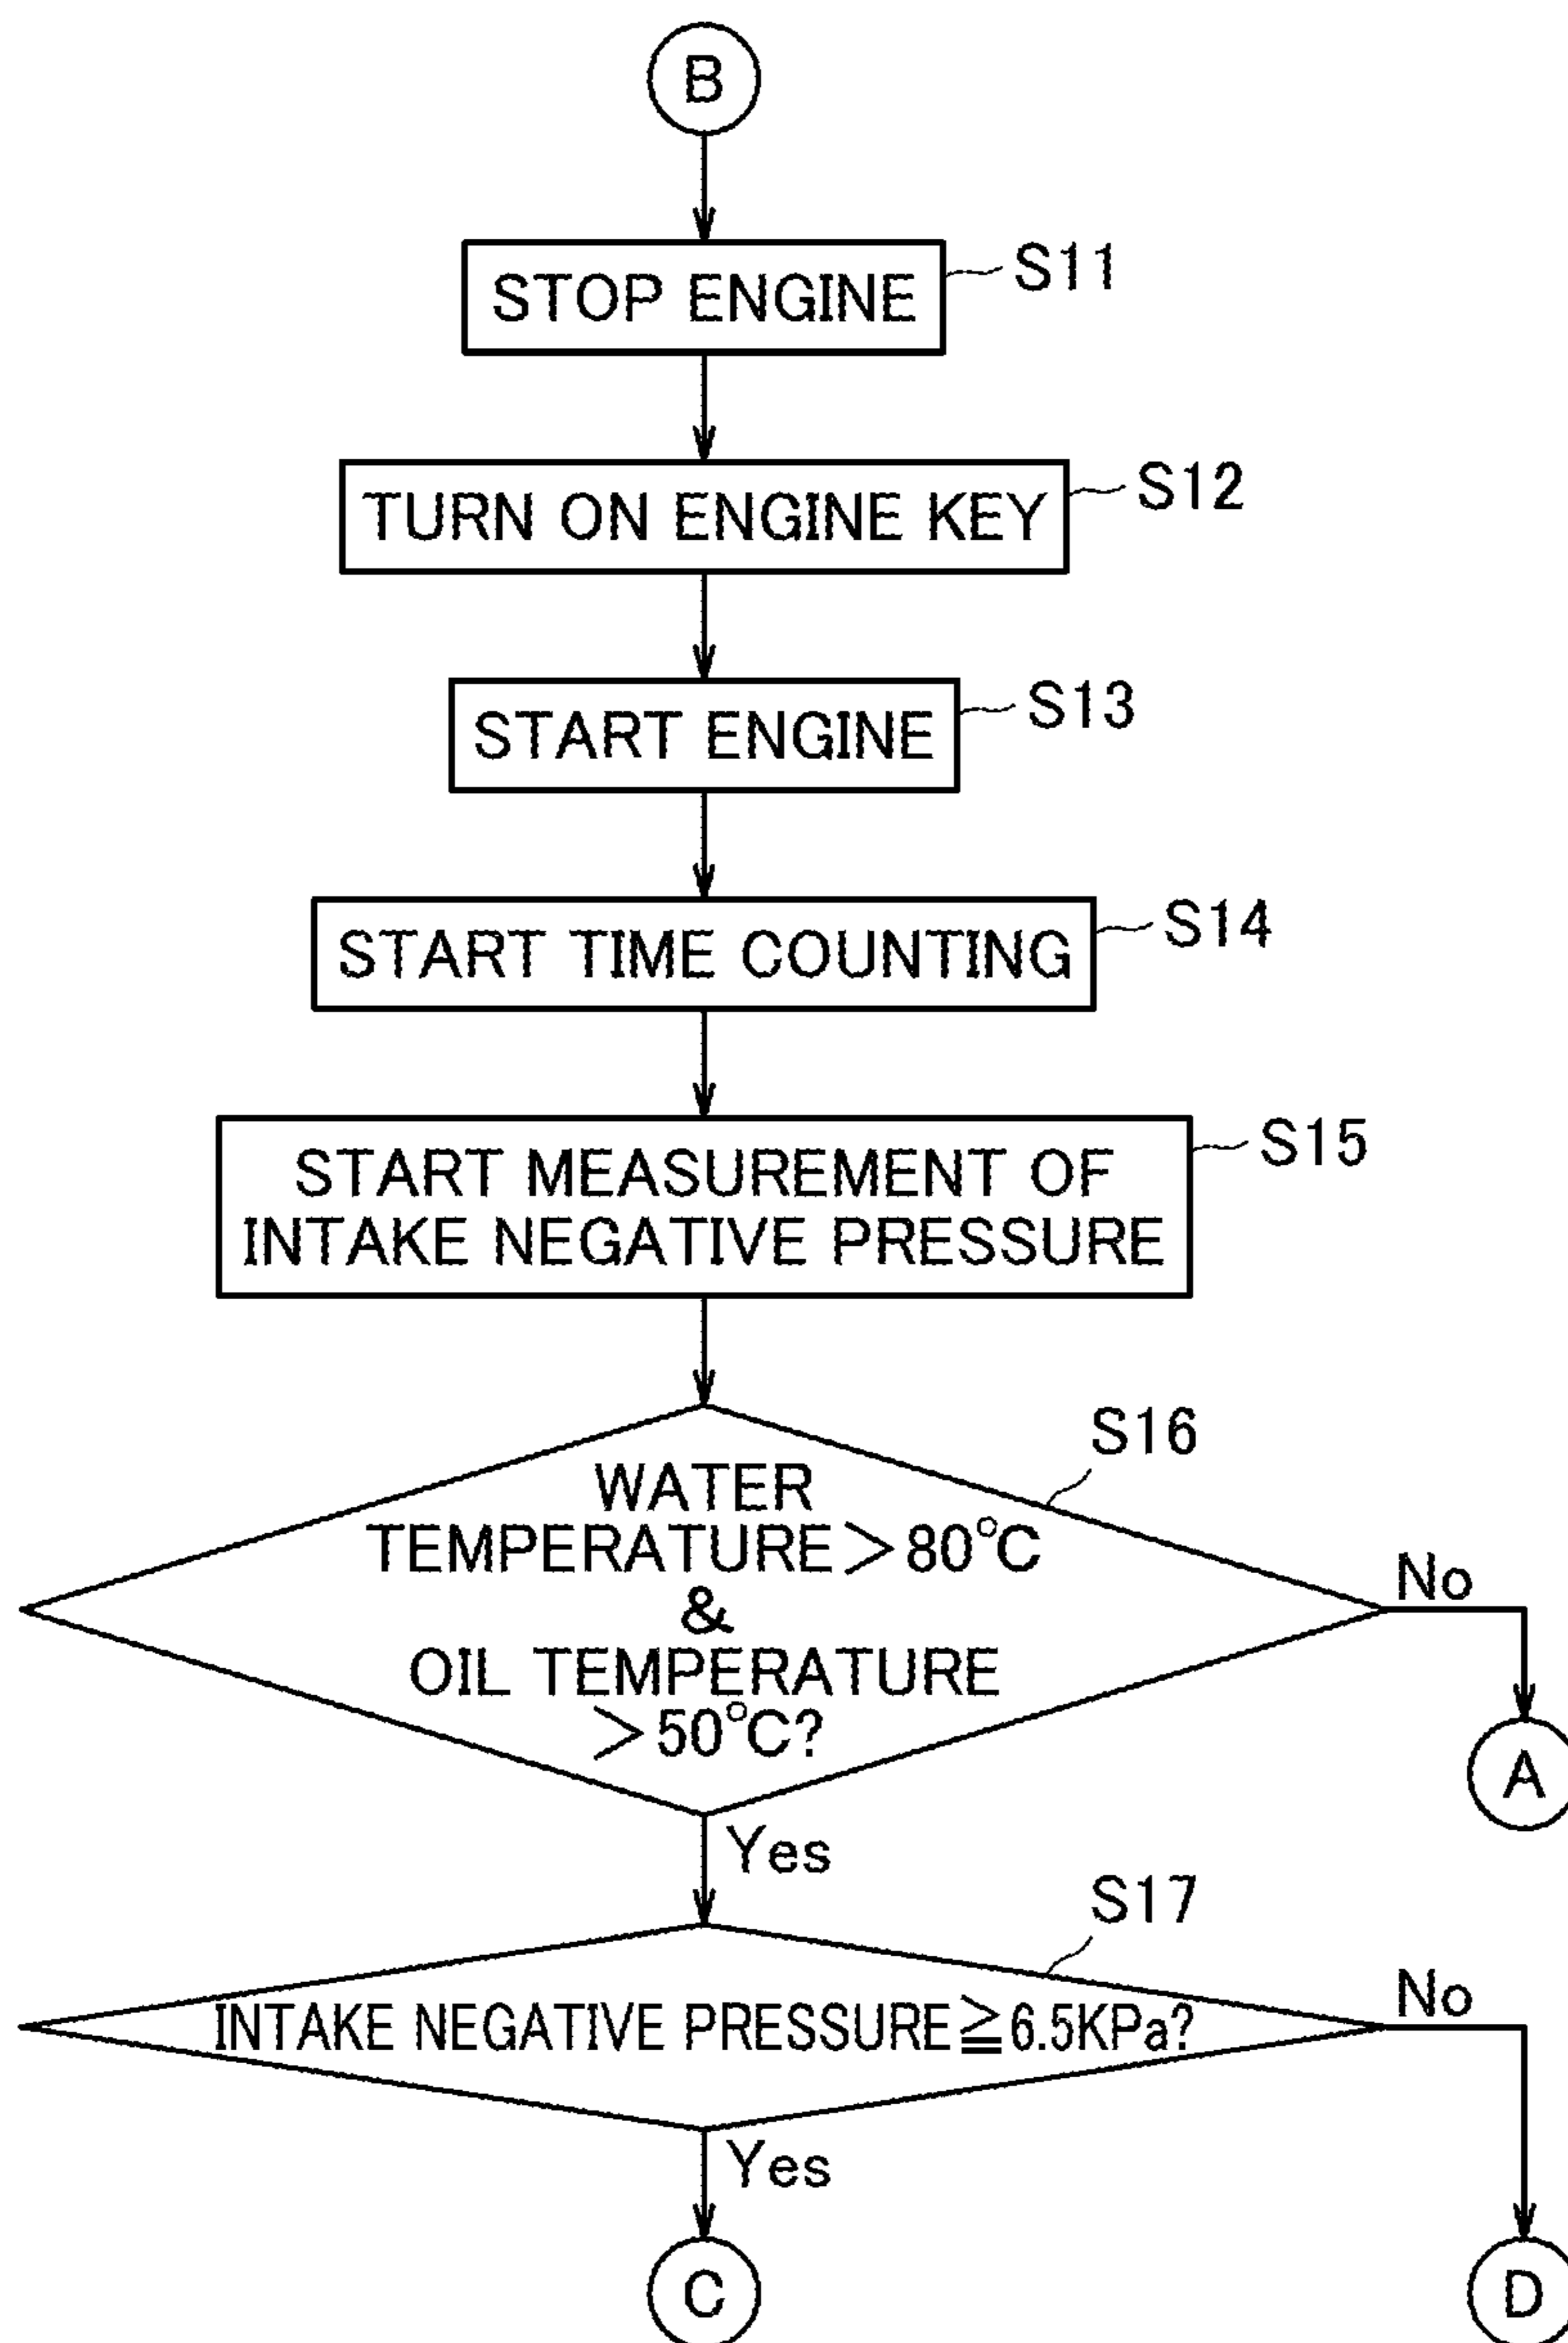 B
STOP ENGINE
S11
TURN ON ENGINE KEY
S12
START ENGINE
S13
START TIME COUNTING
S14
START MEASUREMENT OF
INTAKE NEGATIVE PRESSURE
S15
S16
WATER
TEMPERATURE>80°C
&
OIL TEMPERATURE
>50°C?
No
A
Yes
S17
INTAKE NEGATIVE PRESSURE≧6.5KPa?
No
Yes
C
D